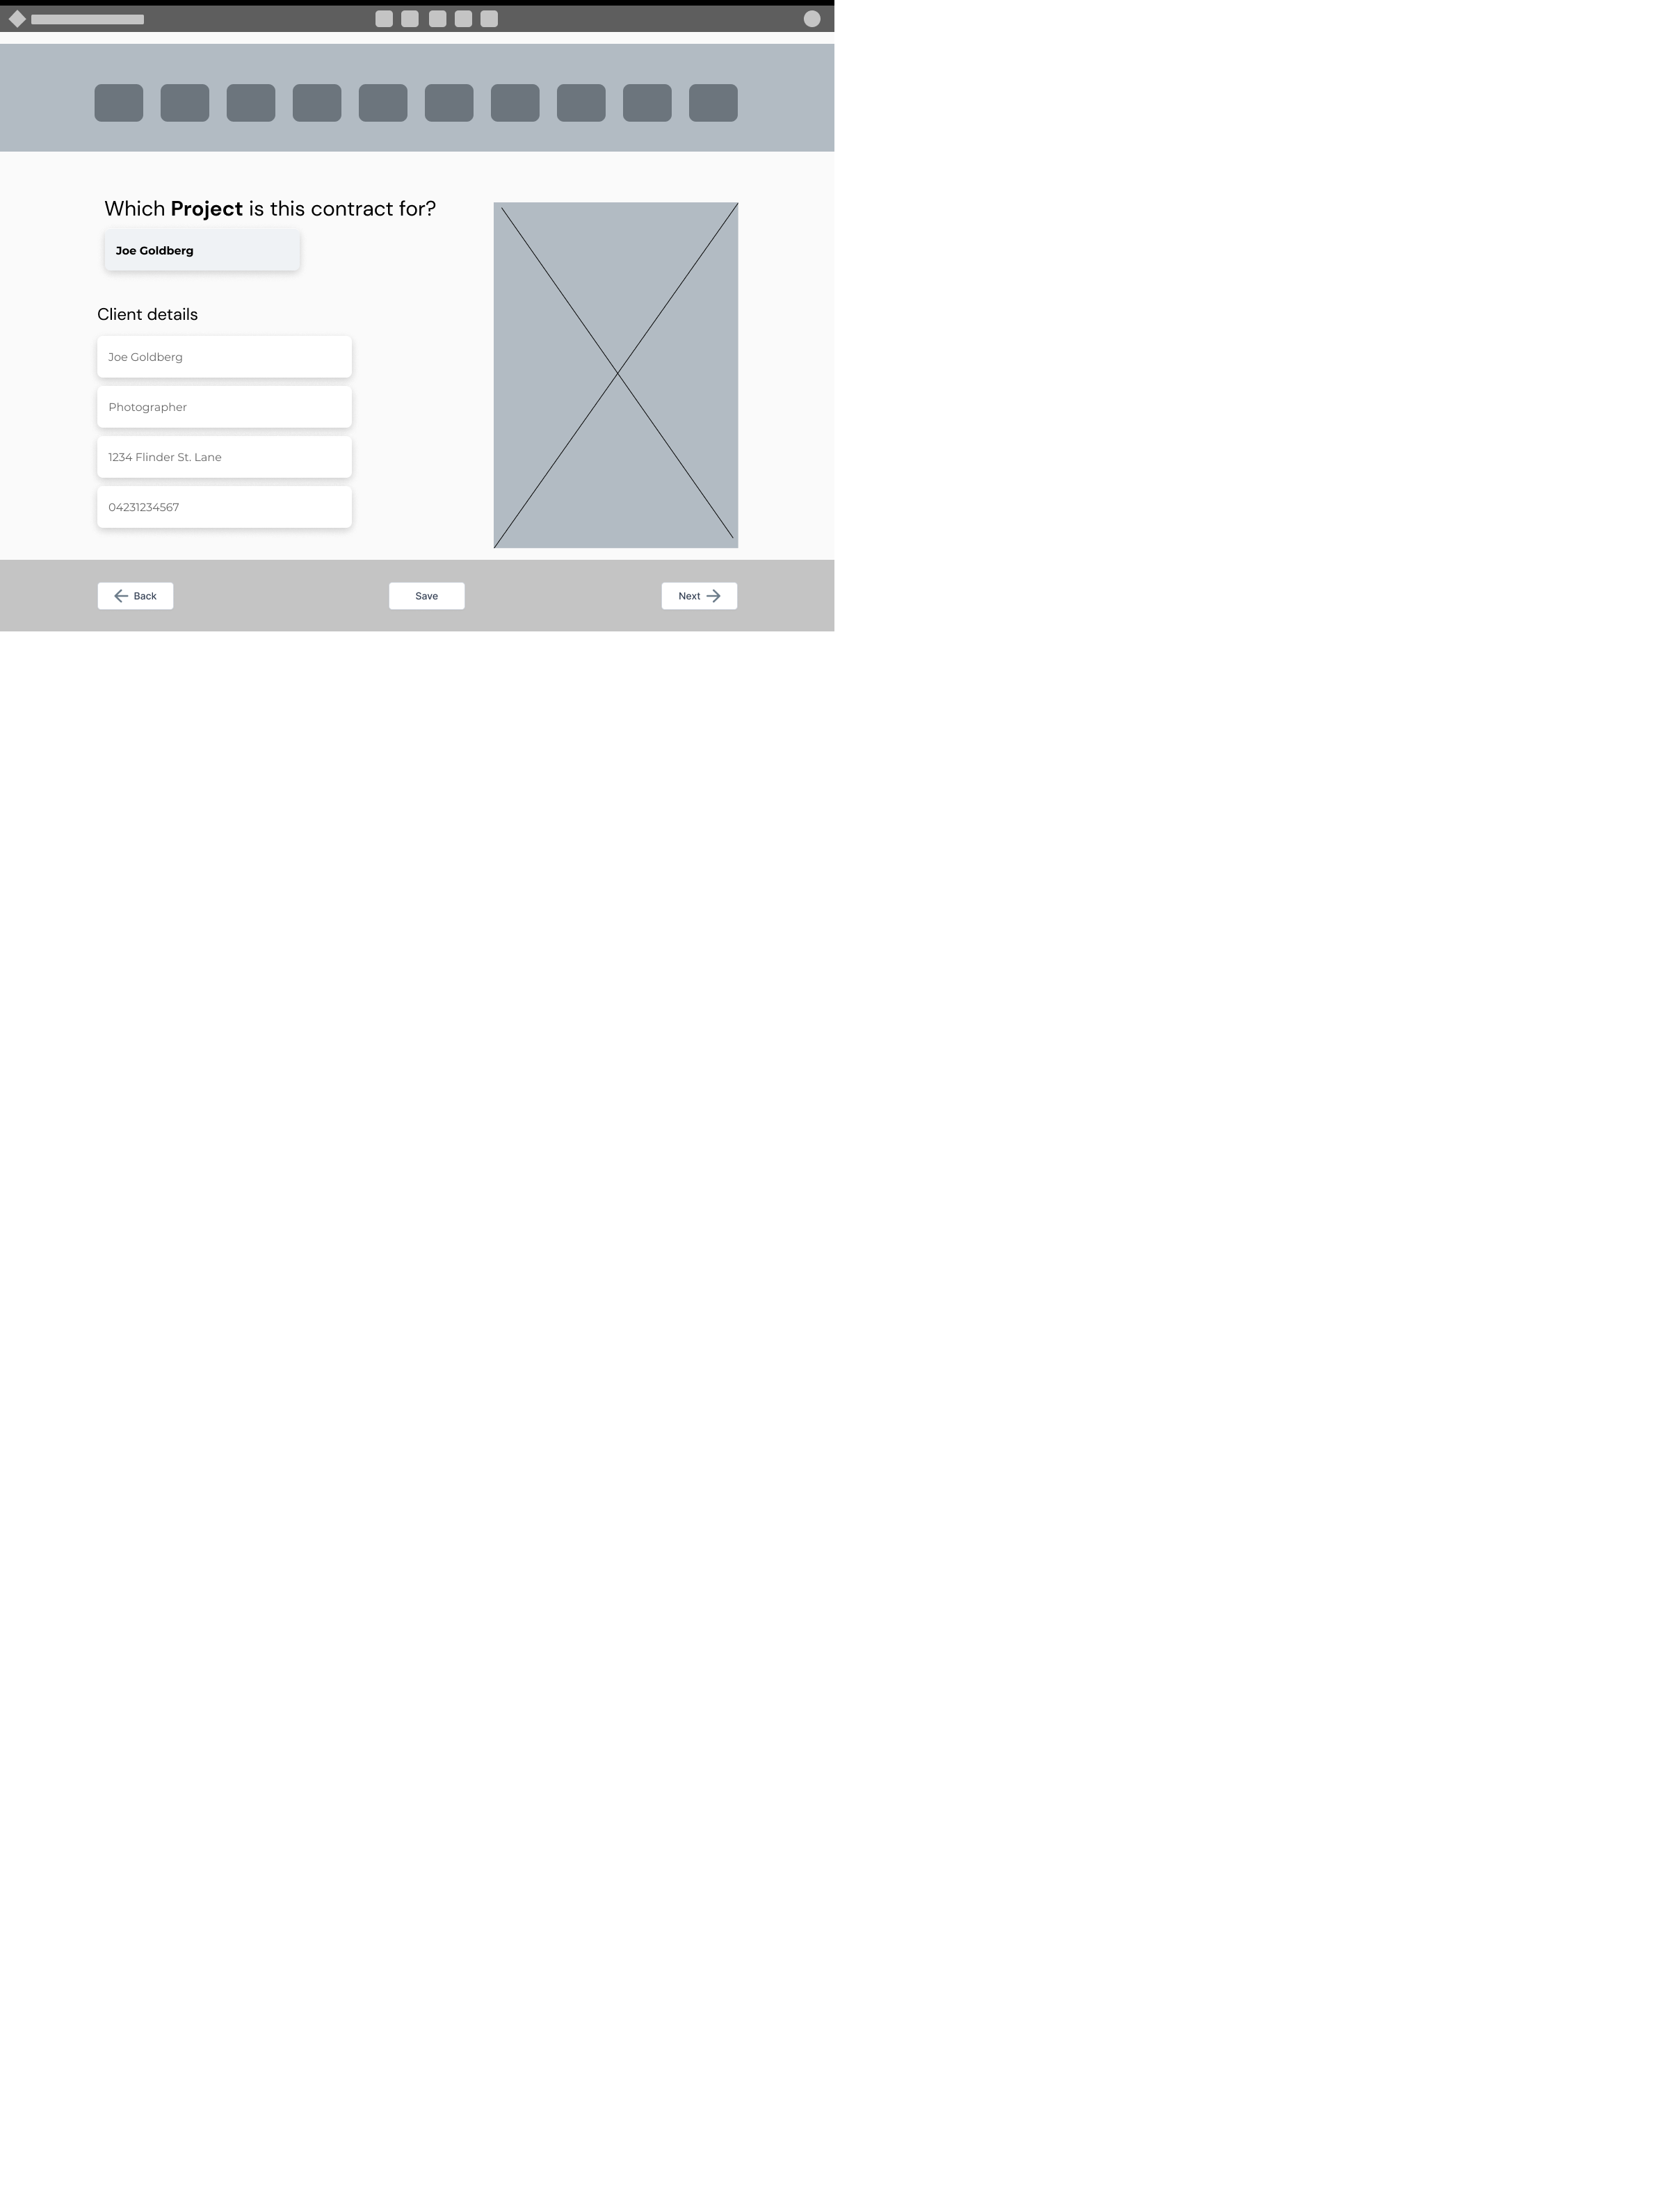 Which Project is this contract for?
Joe Goldberg
Client details
Joe Goldberg
Photographer
1234 Flinder St. Lane
04231234567
Back
Save
Next